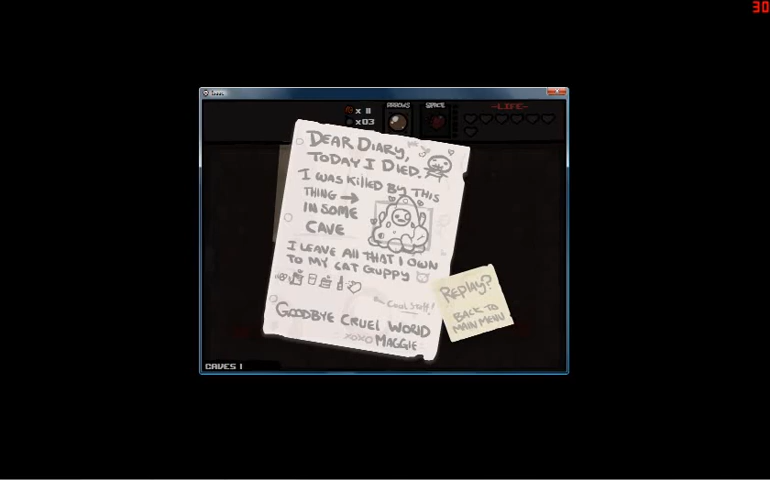 30
Isaac
x 11
x03
ARROWS
SPACE
-LIFE-
DEAR DIARY,
TODAY I DIED.
I WAS KILLED BY THIS
THING →
IN SOME
CAVE
I LEAVE ALL THAT I OWN
TO MY CAT GUPPY
Cool Stuff!
GOODBYE CRUEL WORLD
XOXO MAGGIE
REPLAY?
BACK TO
MAIN MENU
CAVES I